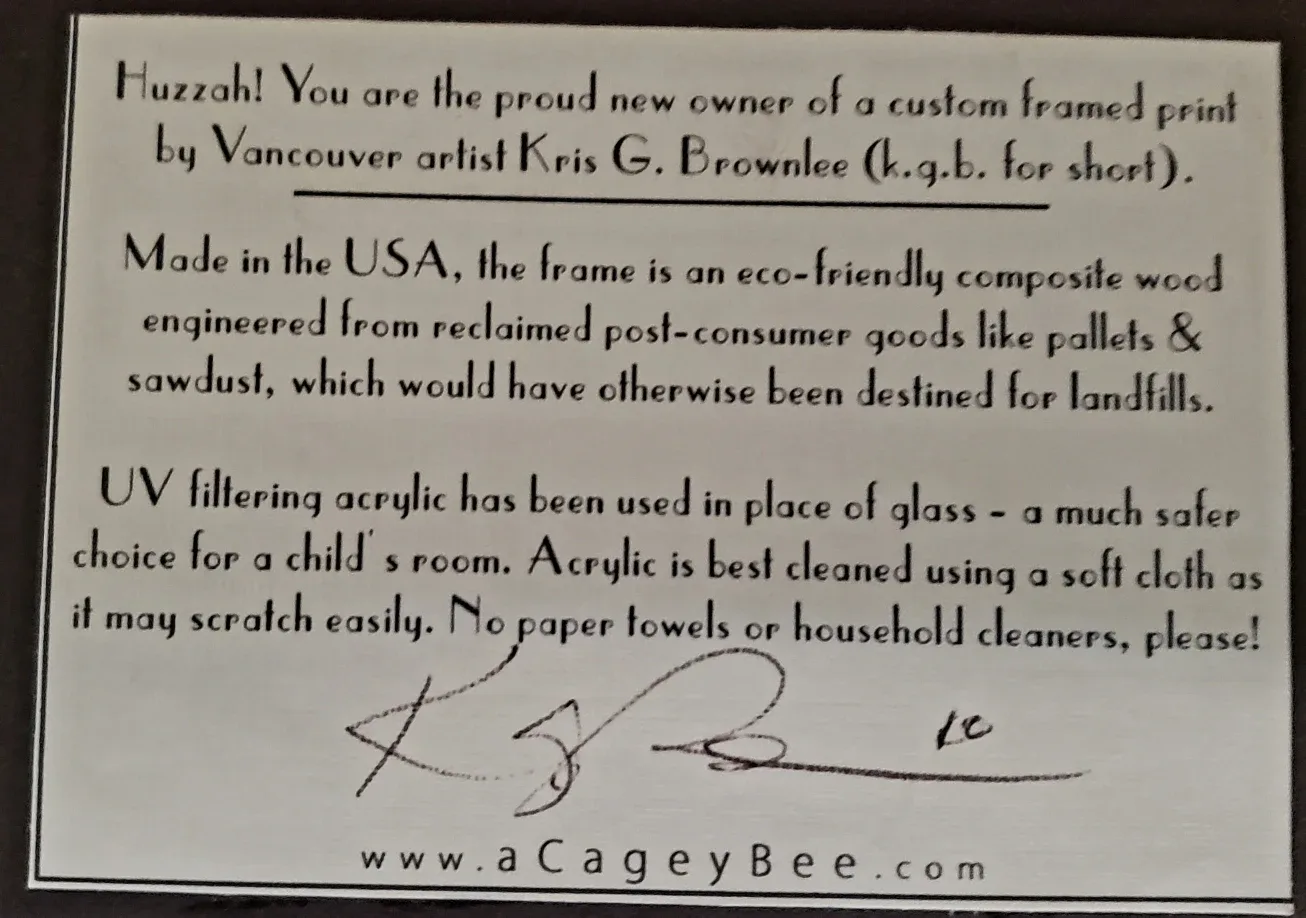 Huzzah! You are the proud new owner of a custom framed print
by Vancouver artist Kris G. Brownlee (k.g.b. for short).
Made in the USA, the frame is an eco-friendly composite wood
engineered from reclaimed post-consumer goods like pallets &
sawdust, which would have otherwise been destined for landfills.
UV filtering acrylic has been used in place of glass - a much safer
choice for a child's room. Acrylic is best cleaned using a soft cloth as
it may scratch easily. No paper towels or household cleaners, please!
www.aCageyBee.com